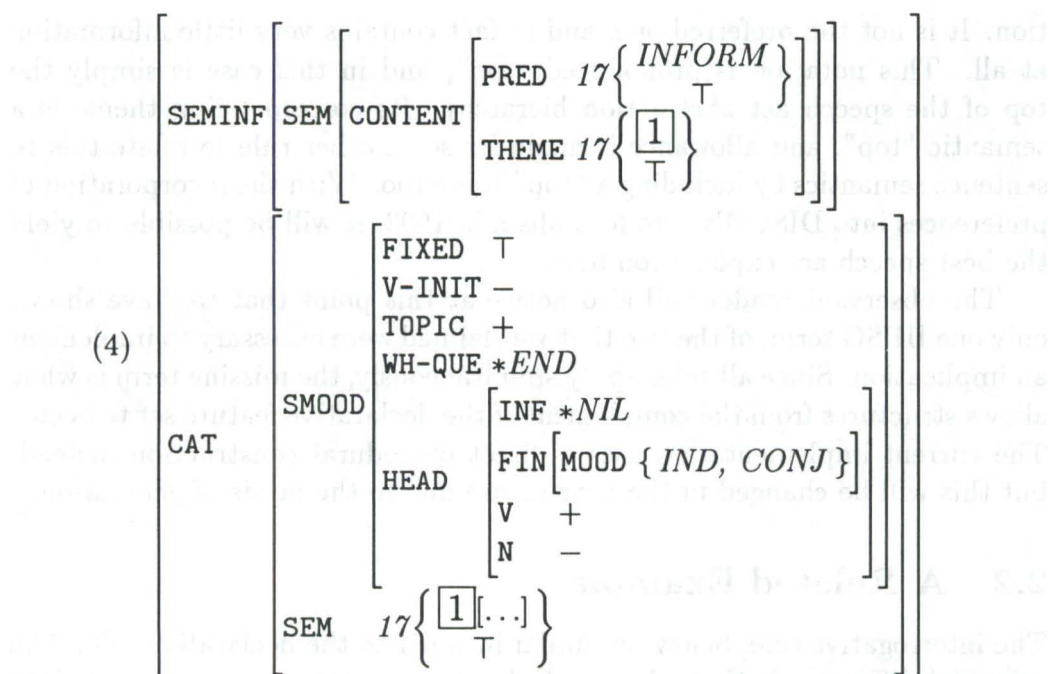 PRED 17{ INFORM
⊤ }
SEMINF [ SEM [ CONTENT
THEME 17{ 1
⊤ }
FIXED ⊤
V-INIT −
TOPIC +
(4)
WH-QUE *END
SMOOD
INF *NIL
CAT
FIN [ MOOD { IND, CONJ } ]
HEAD
V +
N −
SEM 17{ 1 [...]
⊤ }